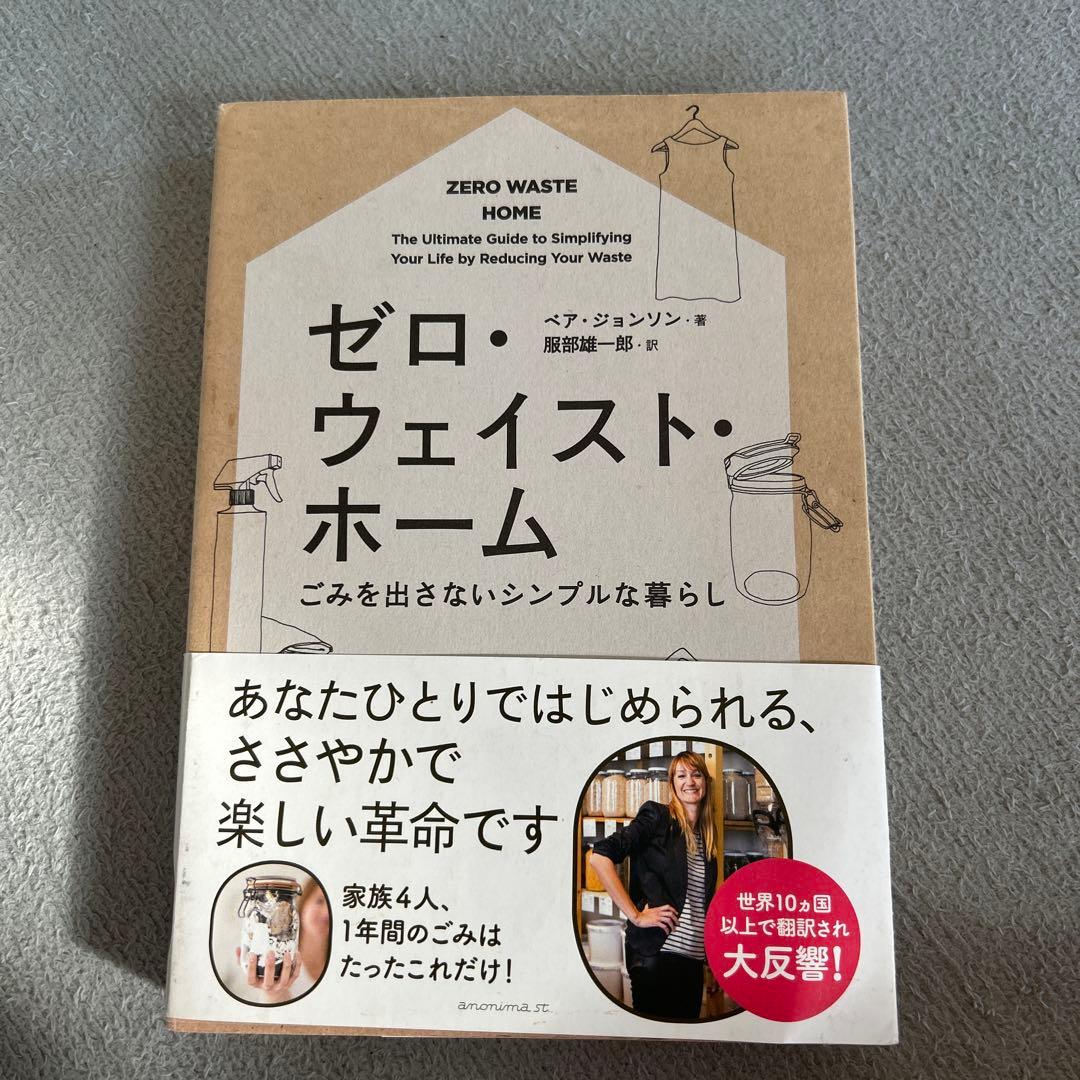 ZERO WASTE
HOME
The Ultimate Guide to Simplifying
Your Life by Reducing Your Waste
ゼロ・
ウェイスト・
ホーム
ベア・ジョンソン・著
服部雄一郎・訳
ごみを出さないシンプルな暮らし
あなたひとりではじめられる、
ささやかで
楽しい革命です
家族4人、
1年間のごみは
たったこれだけ!
世界10ヵ国
以上で翻訳され
大反響!
anonima st.